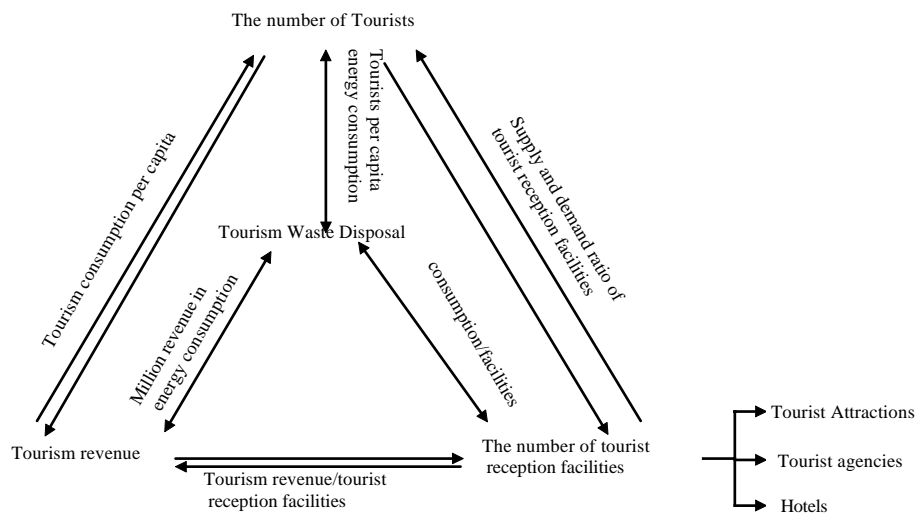 The number of Tourists
Tourists per capita
energy consumption
Supply and demand ratio of
tourist reception facilities
Tourism consumption per capita
Tourism Waste Disposal
Million revenue in
energy consumption
consumption/facilities
Tourism revenue
The number of tourist
reception facilities
Tourism revenue/tourist
reception facilities
Tourist Attractions
Tourist agencies
Hotels